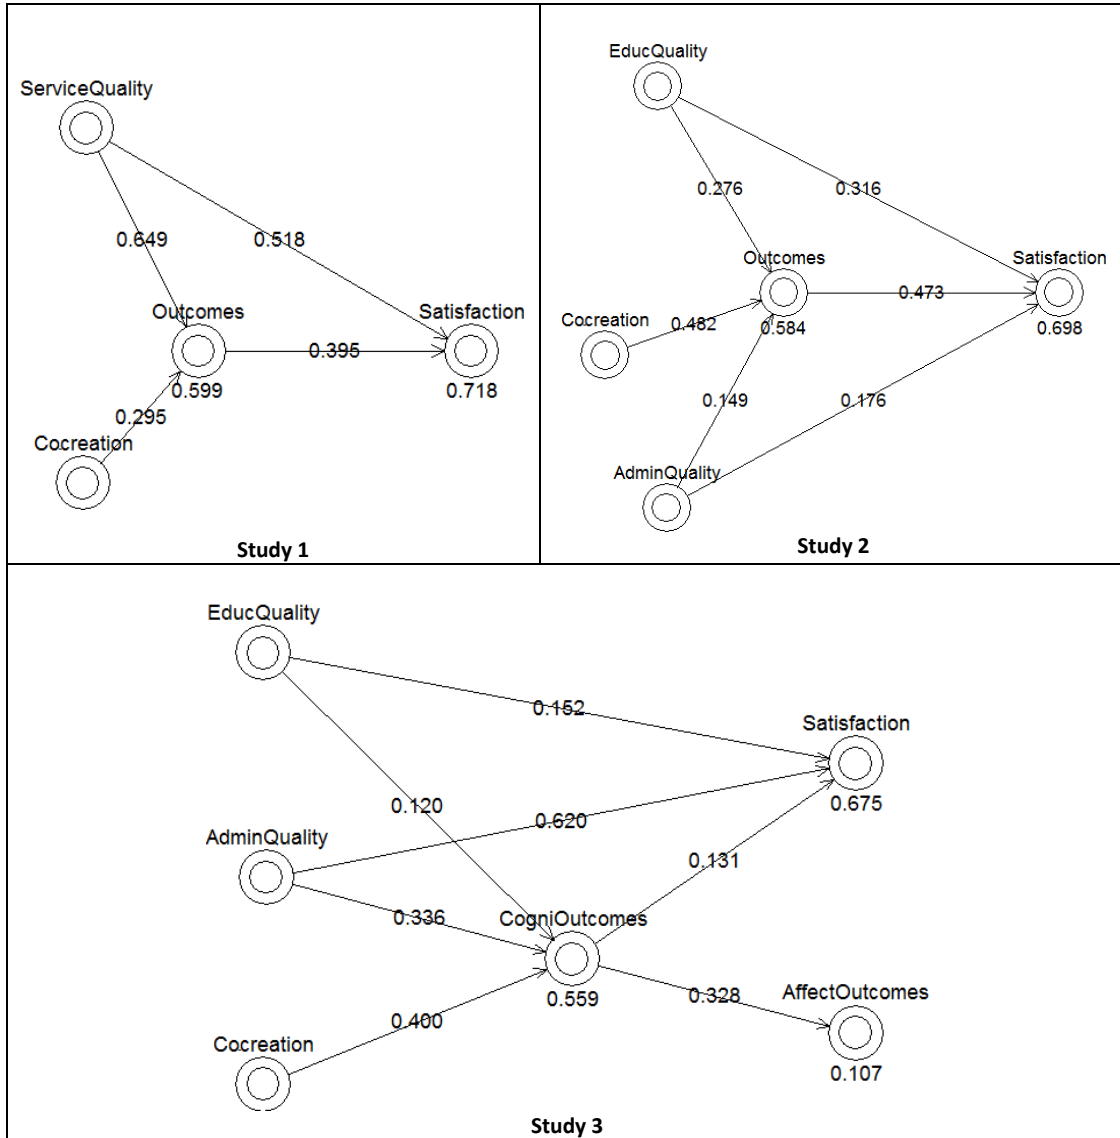 ServiceQuality
0.649
0.518
Outcomes
Satisfaction
0.395
0.599
0.718
0.295
Cocreation
Study 1
EducQuality
0.276
0.316
Outcomes
Satisfaction
0.473
Cocreation
0.482
0.584
0.698
0.149
0.176
AdminQuality
Study 2
EducQuality
0.152
Satisfaction
0.675
0.120
AdminQuality
0.620
0.131
0.336
CogniOutcomes
0.559
0.328
AffectOutcomes
0.400
Cocreation
0.107
Study 3